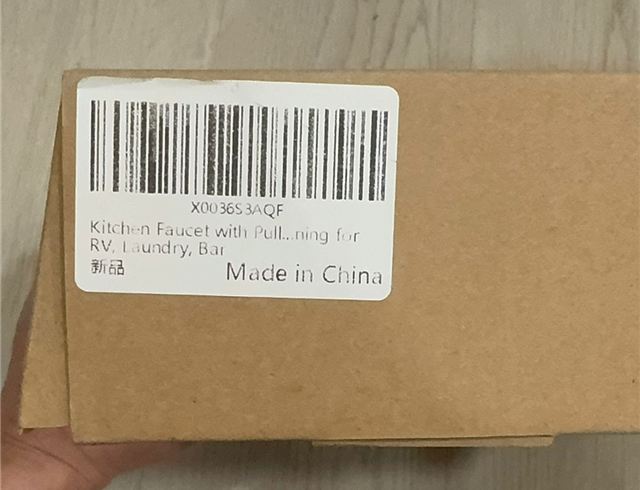 X0036S3AQF
Kitchen Faucet with Pull...ning for
RV, Laundry, Bar
新品
Made in China